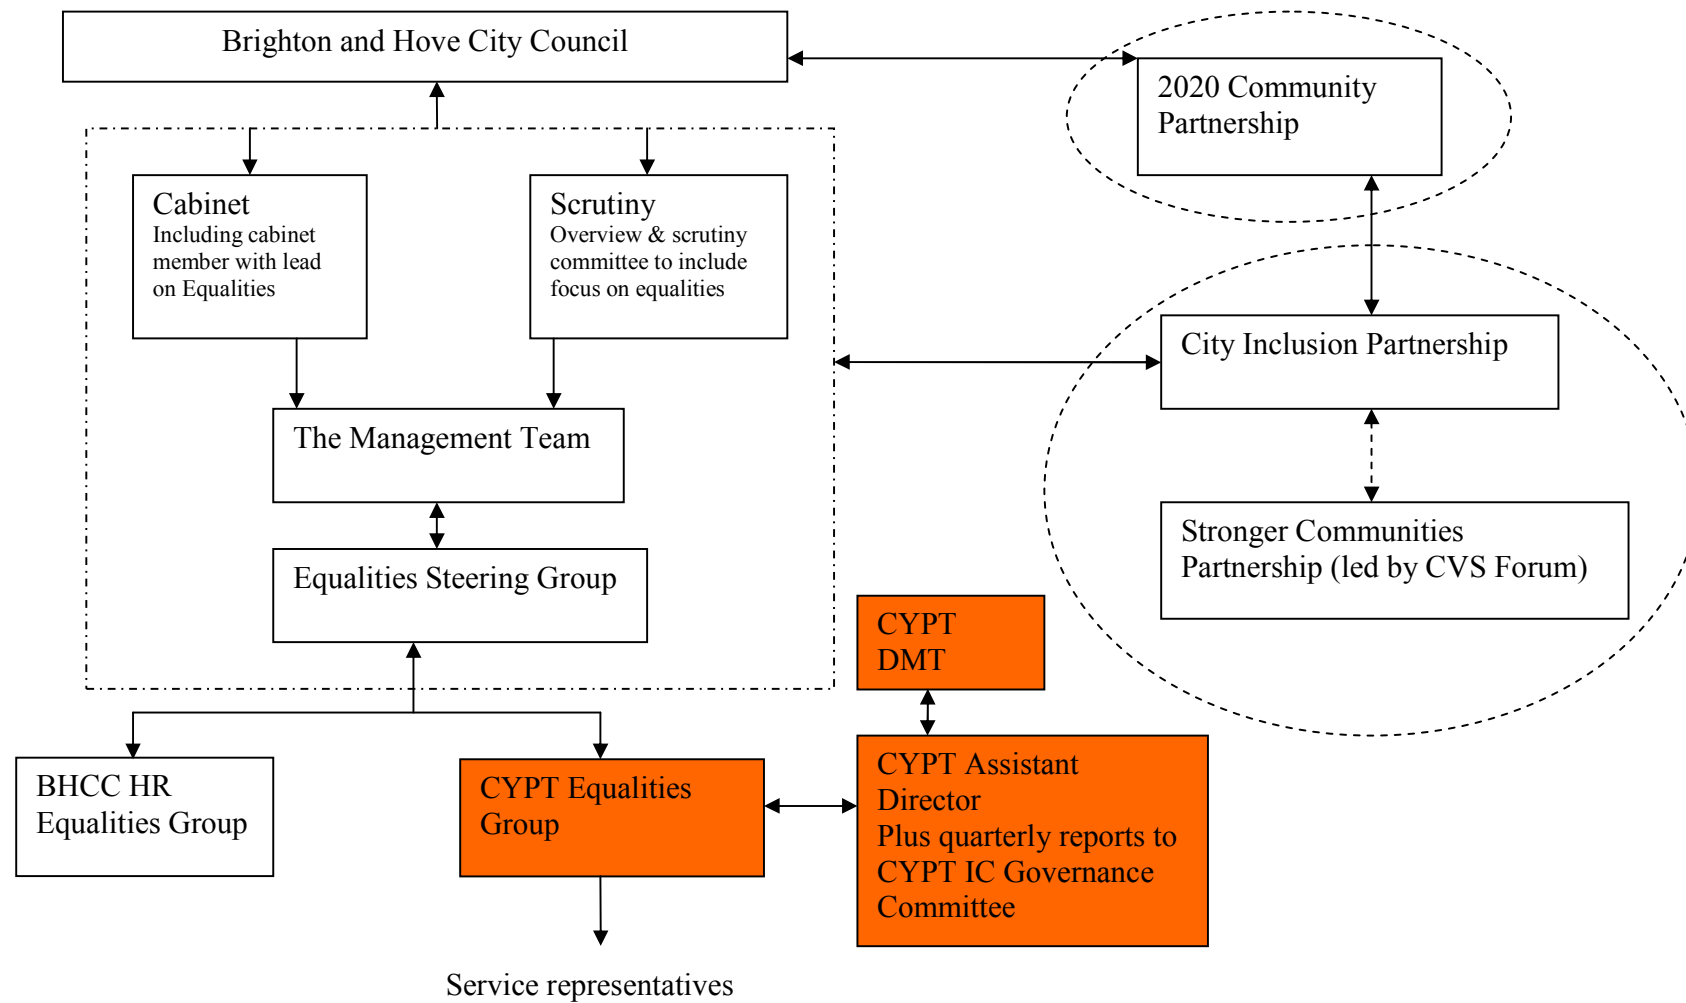 Brighton and Hove City Council
2020 Community
Partnership
Cabinet
Including cabinet
member with lead
on Equalities
Scrutiny
Overview & scrutiny
committee to include
focus on equalities
City Inclusion Partnership
The Management Team
Stronger Communities
Partnership (led by CVS Forum)
Equalities Steering Group
CYPT
DMT
BHCC HR
Equalities Group
CYPT Equalities
Group
CYPT Assistant
Director
Plus quarterly reports to
CYPT IC Governance
Committee
Service representatives